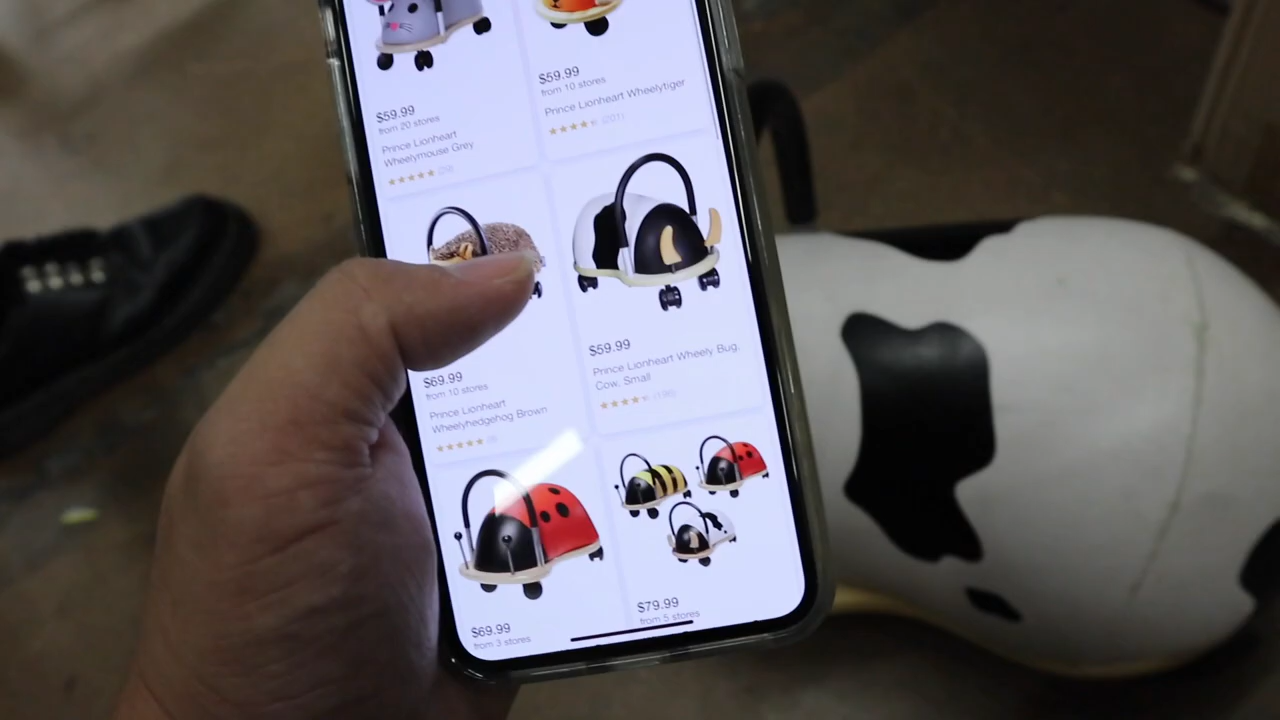 $59.99
from 20 stores
Prince Lionheart
Wheelymouse Grey
$59.99
from 10 stores
Prince Lionheart Wheelytiger
(207)
$69.99
from 10 stores
Prince Lionheart
Wheelyhedgehog Brown
$59.99
Prince Lionheart Wheely Bug,
Cow, Small
(196)
$69.99
from 3 stores
$79.99
from 5 stores